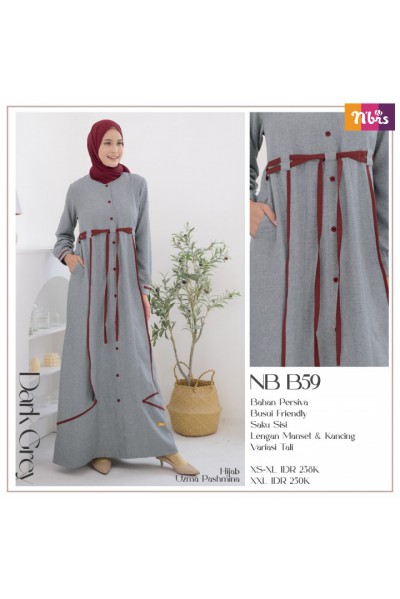 Nbrs
Dark Grey
Hijab
Uzma Pashmina
NB B59
Bahan Persiva
Busui Friendly
Saku Sisi
Lengan Manset & Kancing
Variasi Tali
XS-XL IDR 238K
XXL IDR 250K